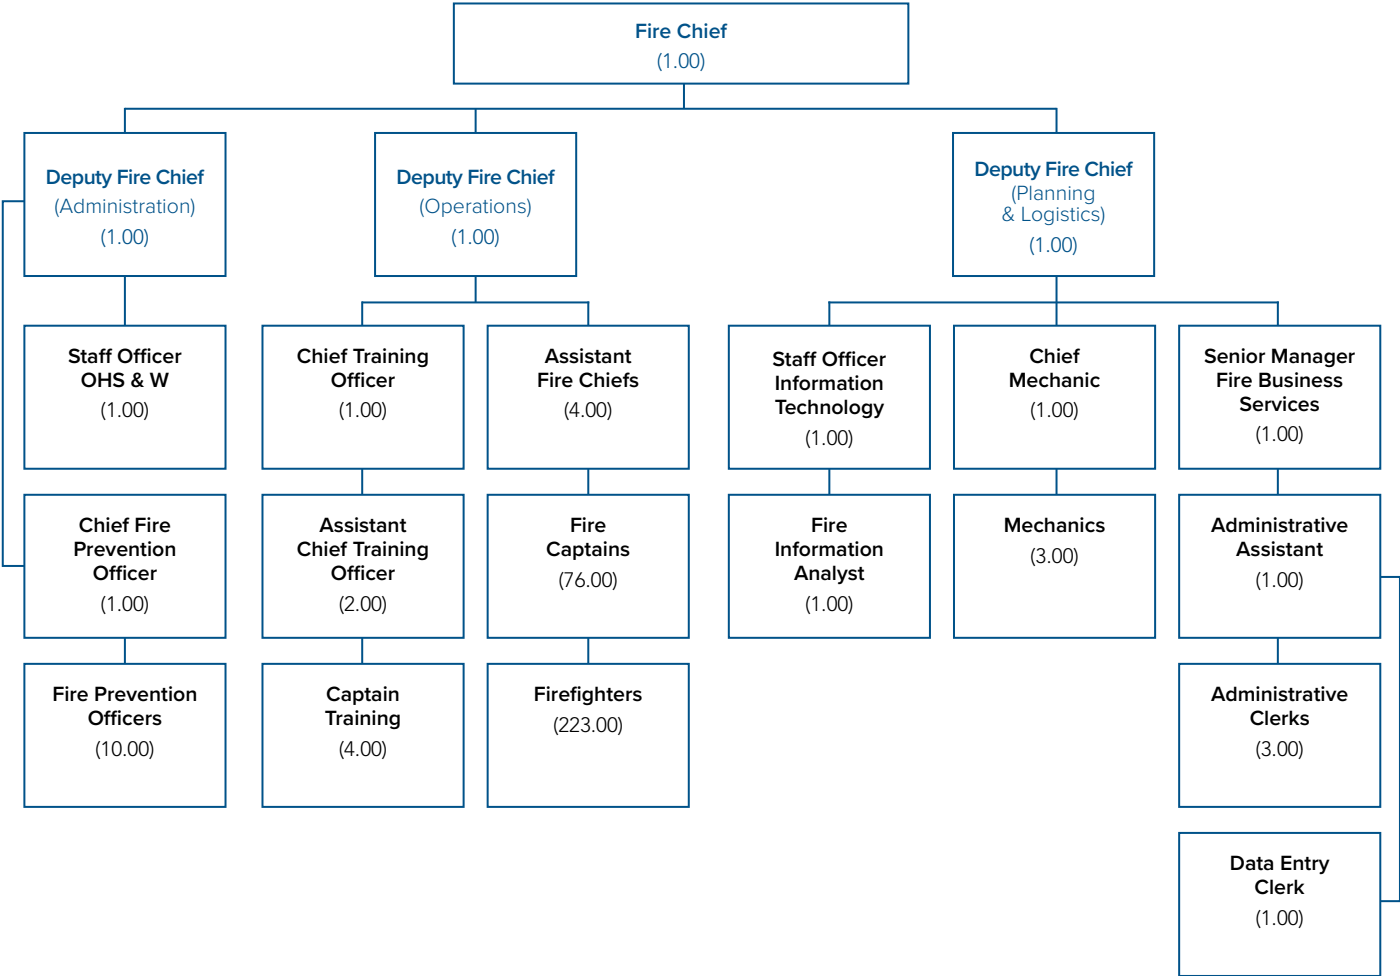 Fire Chief
(1.00)
Deputy Fire Chief
(Administration)
(1.00)
Deputy Fire Chief
(Operations)
(1.00)
Deputy Fire Chief
(Planning
& Logistics)
(1.00)
Staff Officer
OHS & W
(1.00)
Chief Training
Officer
(1.00)
Assistant
Fire Chiefs
(4.00)
Staff Officer
Information
Technology
(1.00)
Chief
Mechanic
(1.00)
Senior Manager
Fire Business
Services
(1.00)
Chief Fire
Prevention
Officer
(1.00)
Assistant
Chief Training
Officer
(2.00)
Fire
Captains
(76.00)
Fire
Information
Analyst
(1.00)
Mechanics
(3.00)
Administrative
Assistant
(1.00)
Fire Prevention
Officers
(10.00)
Captain
Training
(4.00)
Firefighters
(223.00)
Administrative
Clerks
(3.00)
Data Entry
Clerk
(1.00)